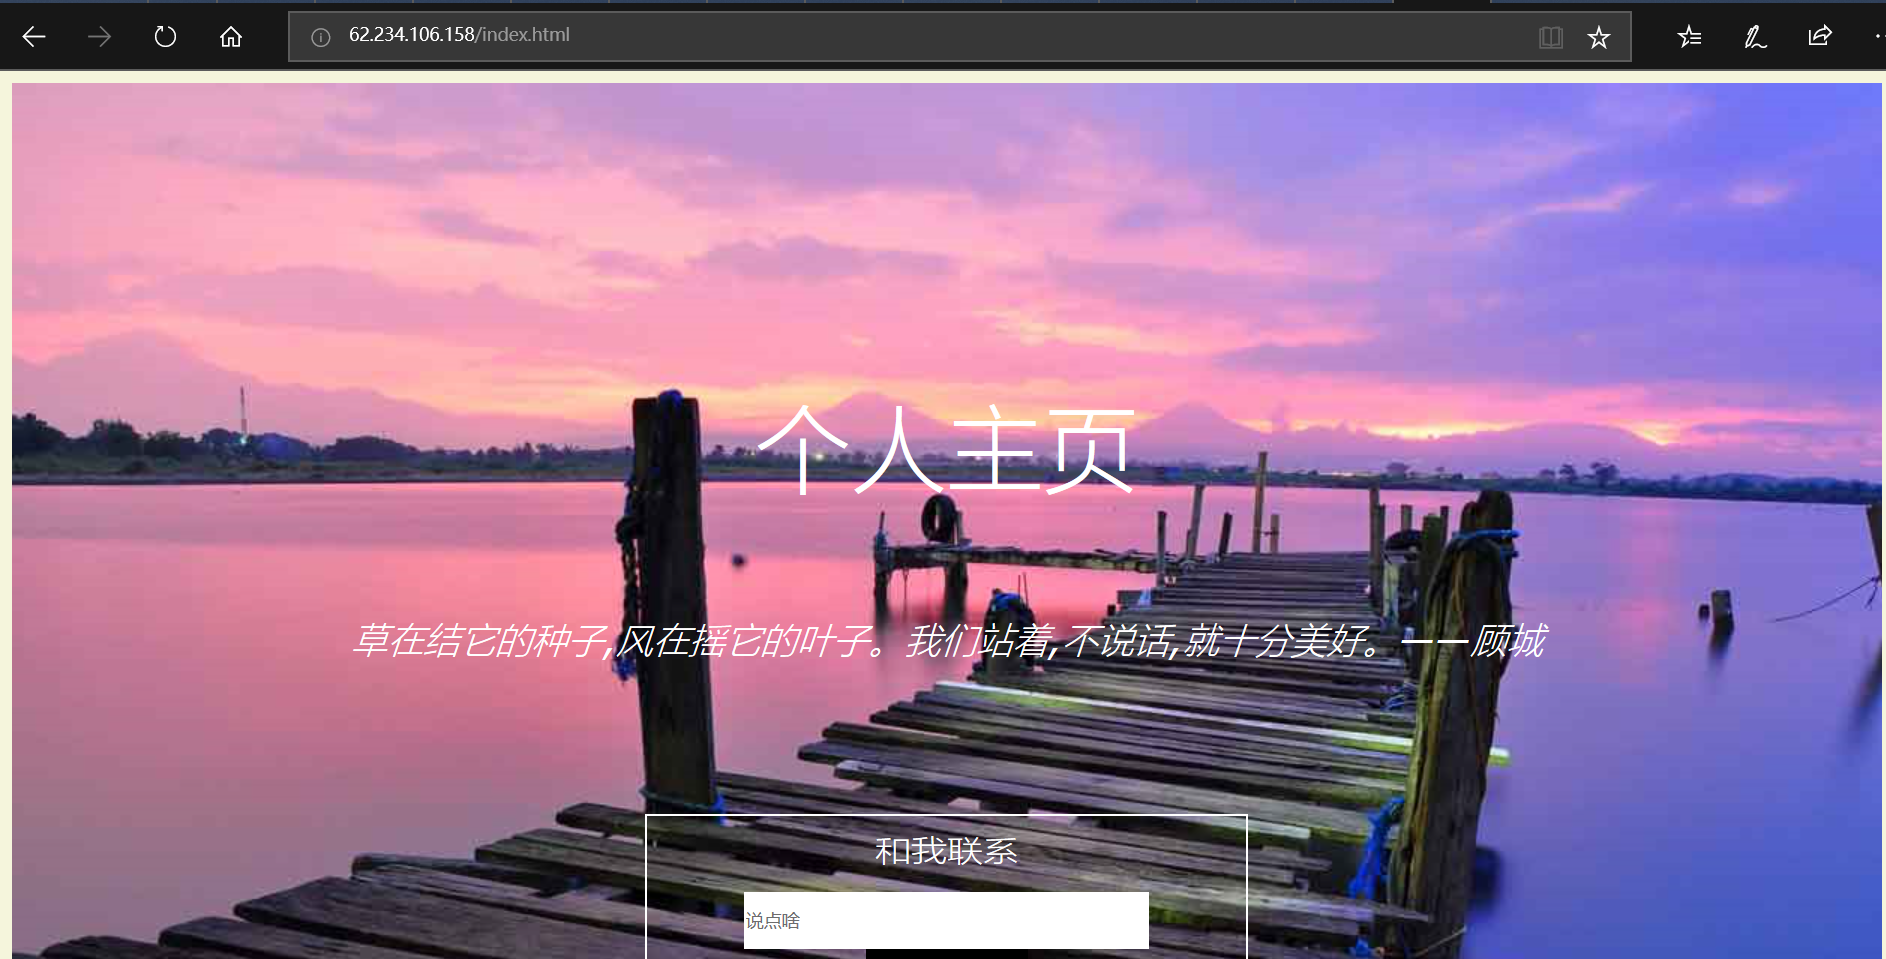 62.234.106.158/index.html
个人主页
草在结它的种子,风在摇它的叶子。我们站着,不说话,就十分美好。——顾城
和我联系
说点啥